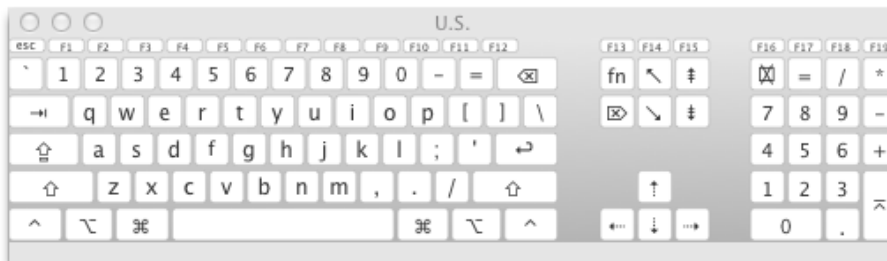 U.S.
esc F1 F2 F3 F4 F5 F6 F7 F8 F9 F10 F11 F12 F13 F14 F15 F16 F17 F18 F19
` 1 2 3 4 5 6 7 8 9 0 - = ⌫ fn ↖ ⇞ = / *
⇥ q w e r t y u i o p [ ] \ ⌦ ↘ ⇟ 7 8 9 -
⇪ a s d f g h j k l ; ' ↩ 4 5 6 +
⇧ z x c v b n m , . / ⇧ ⇡ 1 2 3 ⌅
^ ⌥ ⌘ ⌘ ⌥ ^ ⇠ ⇣ ⇢ 0 .